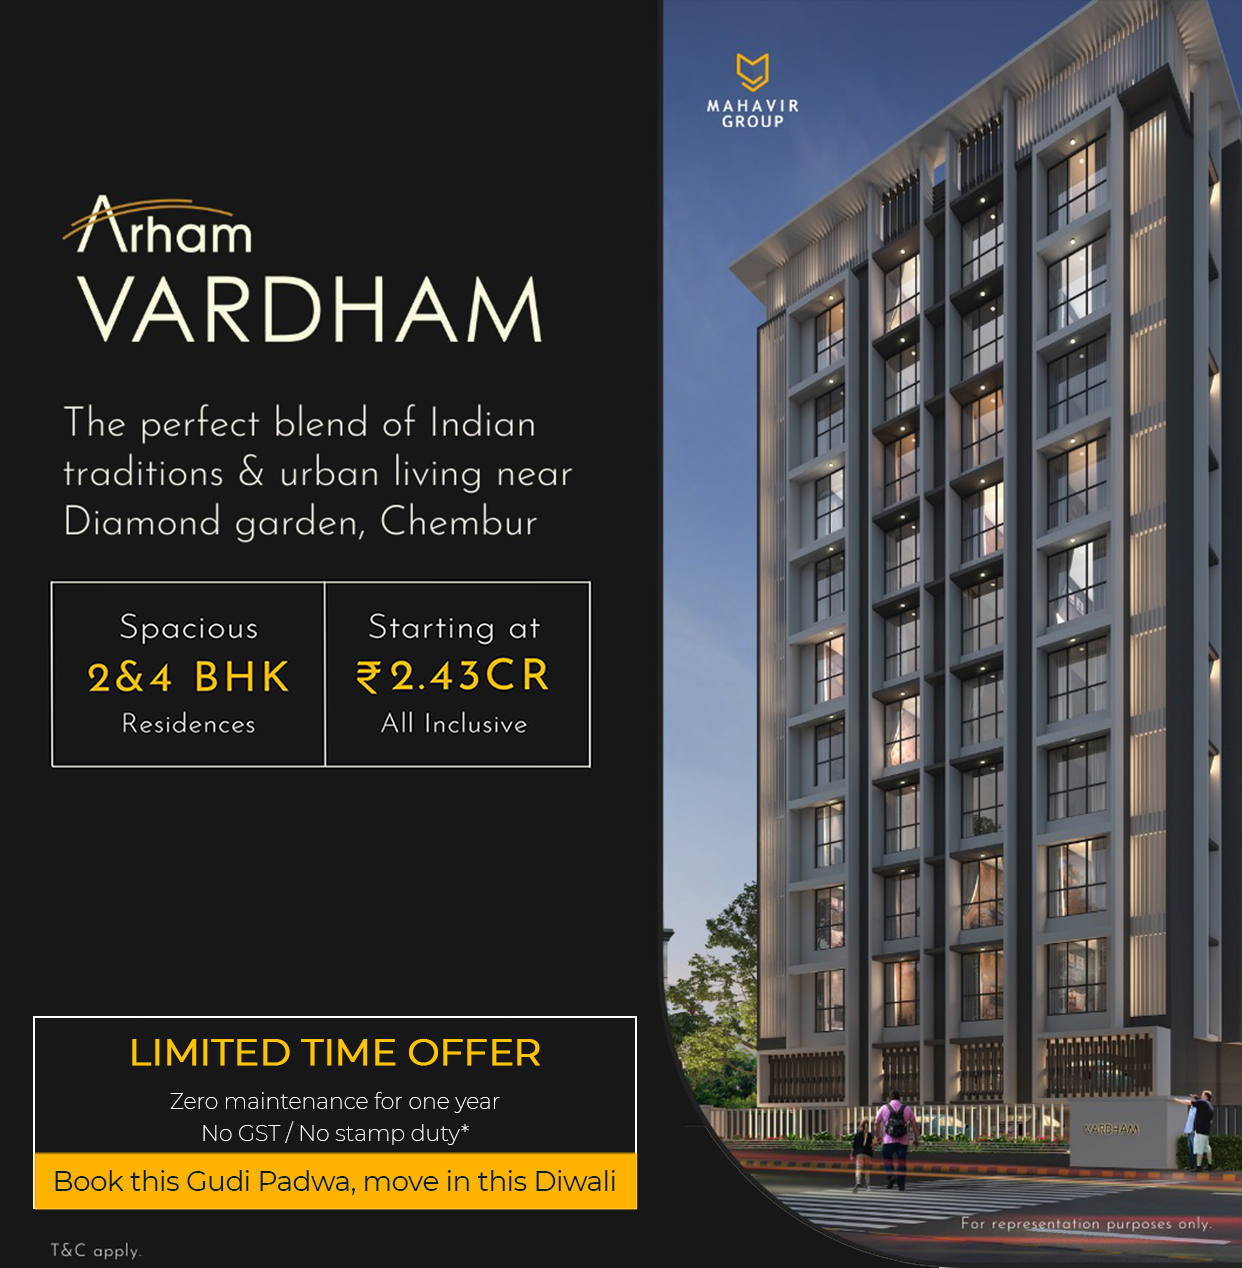 MAHAVIR
GROUP
Arham
VARDHAM
The perfect blend of Indian
traditions & urban living near
Diamond garden, Chembur
Spacious
2&4 BHK
Residences
Starting at
₹2.43CR
All Inclusive
LIMITED TIME OFFER
Zero maintenance for one year
No GST / No stamp duty*
Book this Gudi Padwa, move in this Diwali
T&C apply.
VARDHAM
For representation purposes only.